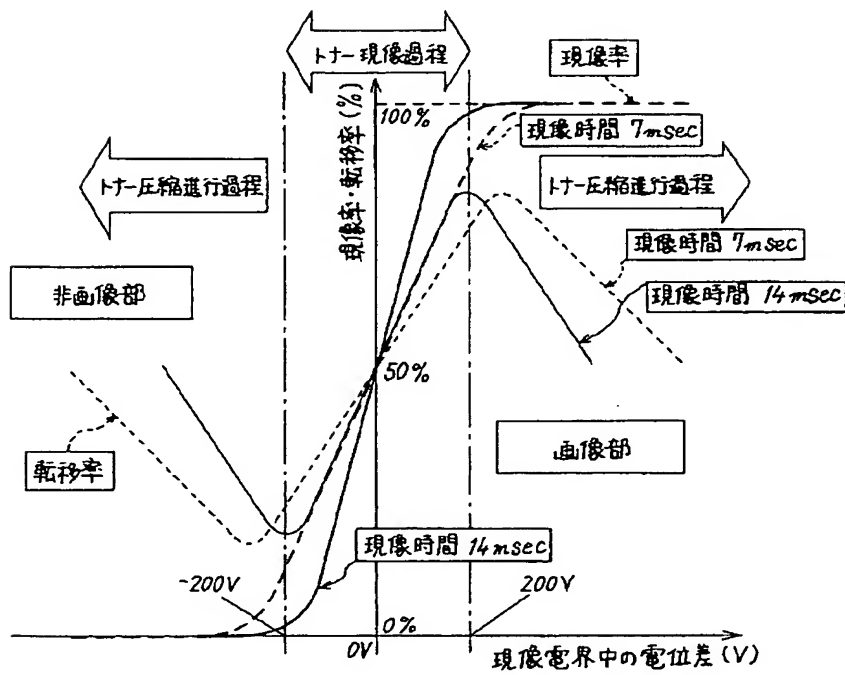 トナー現像過程
現像率
100%
現像時間 7msec
トナー圧縮進行過程
現像率・転移率(%)
トナー圧縮進行過程
現像時間 7msec
非画像部
現像時間 14msec
50%
画像部
転移率
現像時間 14msec
-200V
200V
0%
0V
現像電界中の電位差(V)